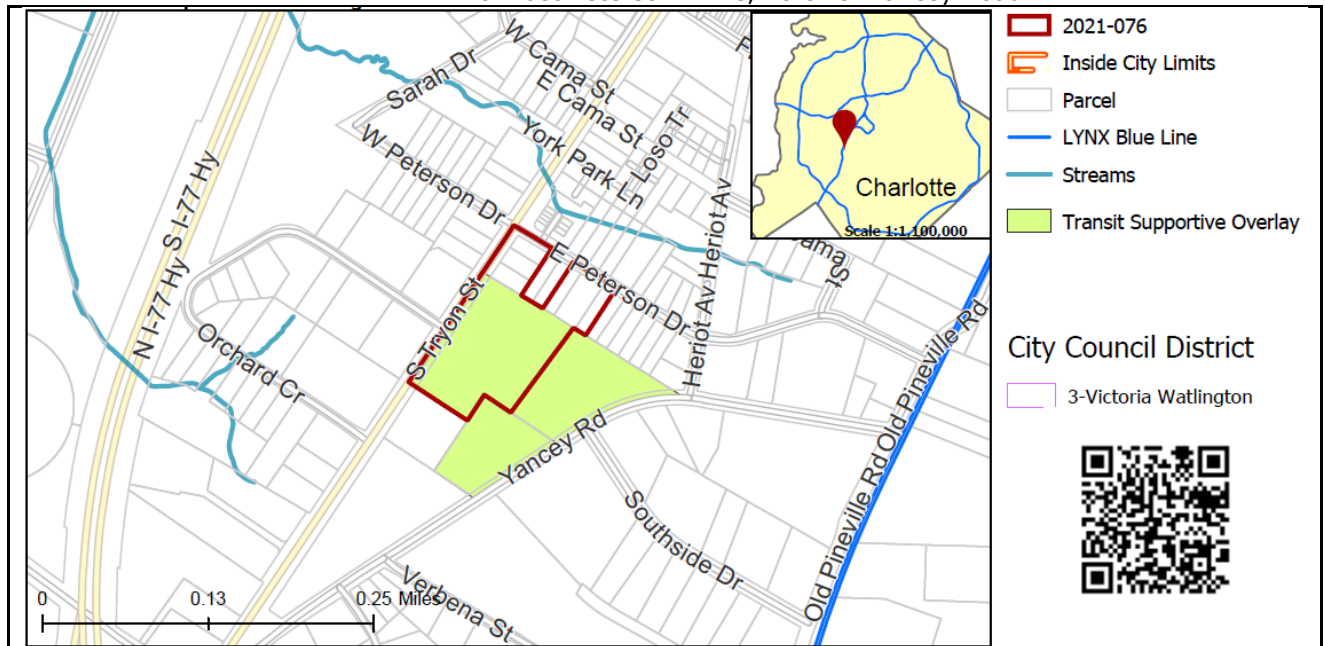 2021-076
Inside City Limits
Parcel
LYNX Blue Line
Streams
Transit Supportive Overlay
City Council District
3-Victoria Watlington
Charlotte
Scale 1:1,100,000
W Cama St
E Cama St
Sarah Dr
York Park Ln
Loso Tr
W Peterson Dr
E Peterson Dr
Heriot Av
Heriot Av
N I-77 Hy
S I-77 Hy
S Tryon St
Orchard Cr
Yancey Rd
Southside Dr
Old Pineville Rd
Old Pineville Rd
Verbena St
0 0.13 0.25 Miles